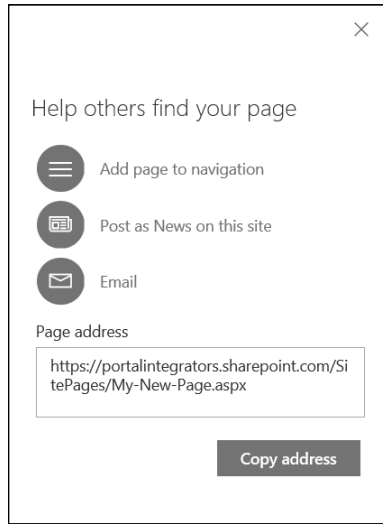 Help others find your page
Add page to navigation
Post as News on this site
Email
Page address
https://portalintegrators.sharepoint.com/Si
tePages/My-New-Page.aspx
Copy address